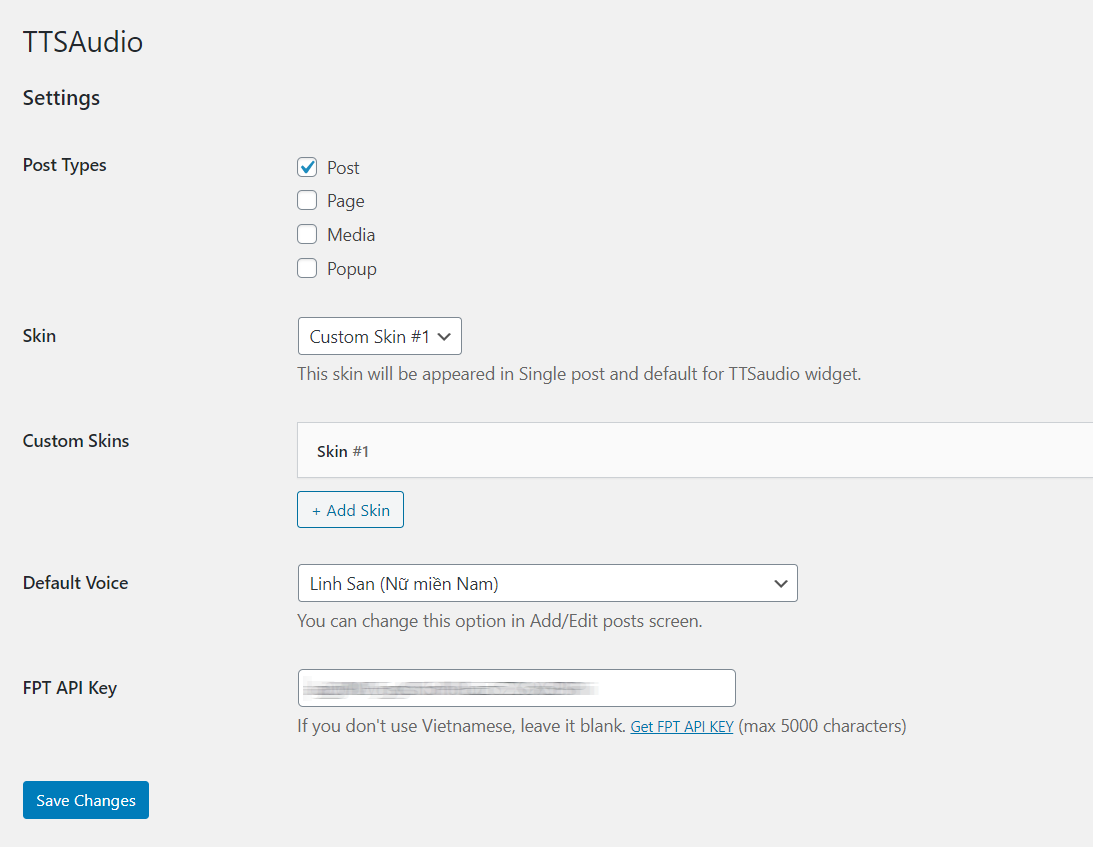 TTSAudio
Settings
Post Types
Post
Page
Media
Popup
Skin
Custom Skin #1
This skin will be appeared in Single post and default for TTSaudio widget.
Custom Skins
Skin #1
+ Add Skin
Default Voice
Linh San (Nữ miền Nam)
You can change this option in Add/Edit posts screen.
FPT API Key
If you don't use Vietnamese, leave it blank. Get FPT API KEY (max 5000 characters)
Save Changes